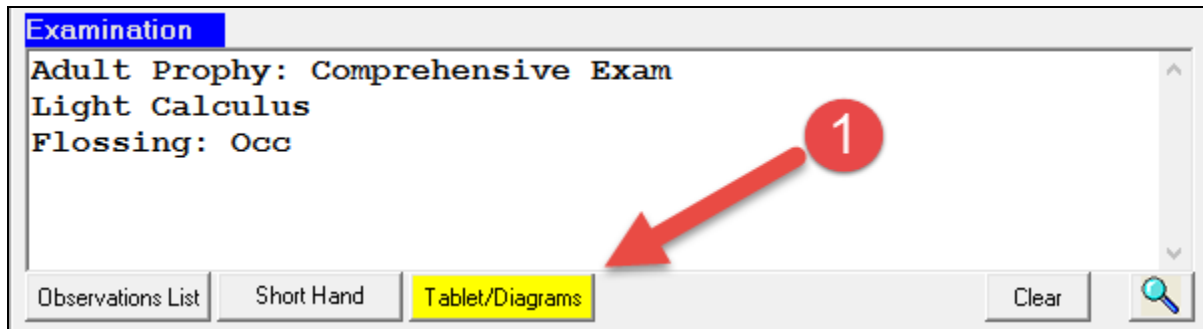 Examination
Adult Prophy: Comprehensive Exam
Light Calculus
Flossing: Occ
1
Observations List Short Hand Tablet/Diagrams Clear